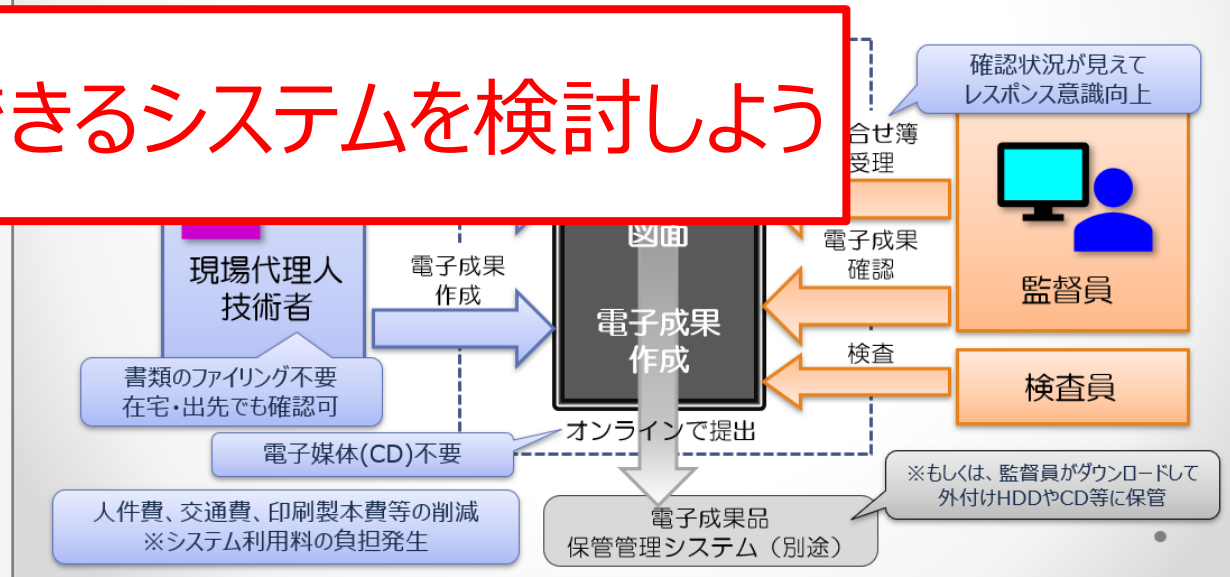 きるシステムを検討しよう
確認状況が見えて
レスポンス意識向上
合せ簿
受理
図面
電子成果
確認
現場代理人
技術者
電子成果
作成
監督員
電子成果
作成
検査
検査員
書類のファイリング不要
在宅・出先でも確認可
オンラインで提出
電子媒体(CD)不要
※もしくは、監督員がダウンロードして
外付けHDDやCD等に保管
人件費、交通費、印刷製本費等の削減
※システム利用料の負担発生
電子成果品
保管管理システム（別途）